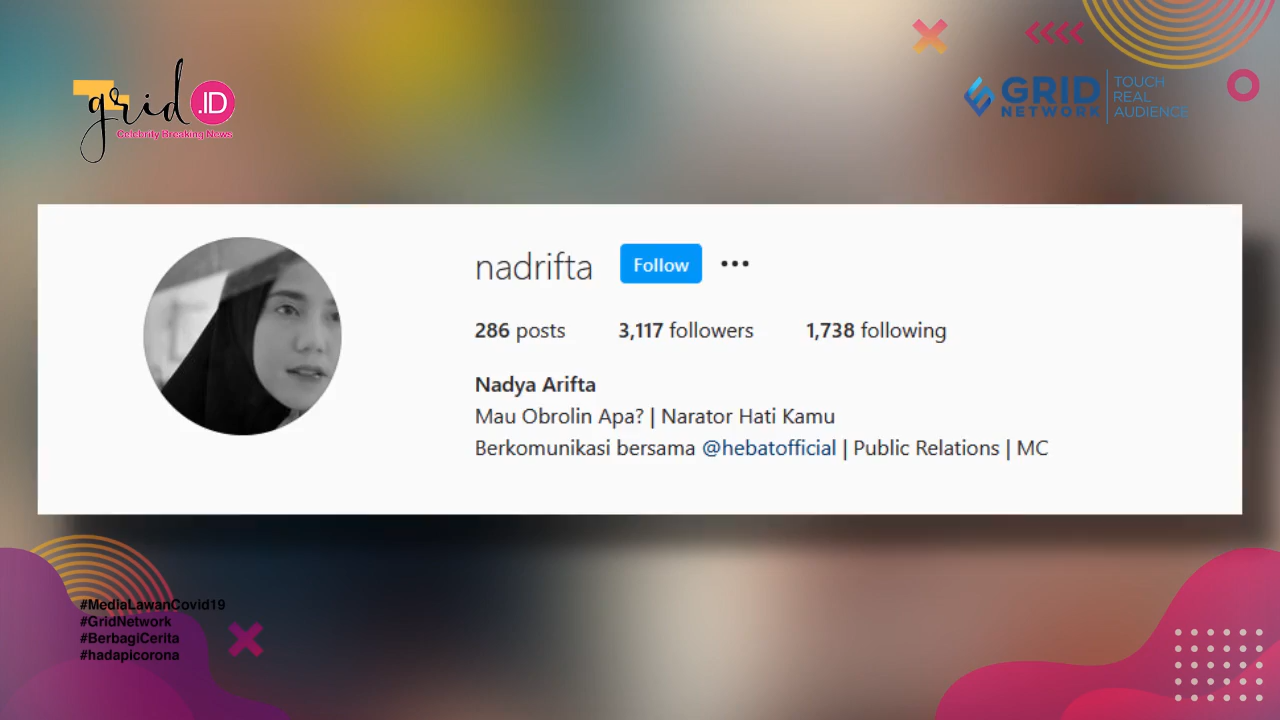 grid.ID
Celebrity Breaking News
GRID NETWORK
TOUCH
REAL
AUDIENCE
nadrifta Follow
286 posts 3,117 followers 1,738 following
Nadya Arifta
Mau Obrolin Apa? | Narator Hati Kamu
Berkomunikasi bersama @hebatofficial | Public Relations | MC
#MediaLawanCovid19
#GridNetwork
#BerbagiCerita
#hadapicorona